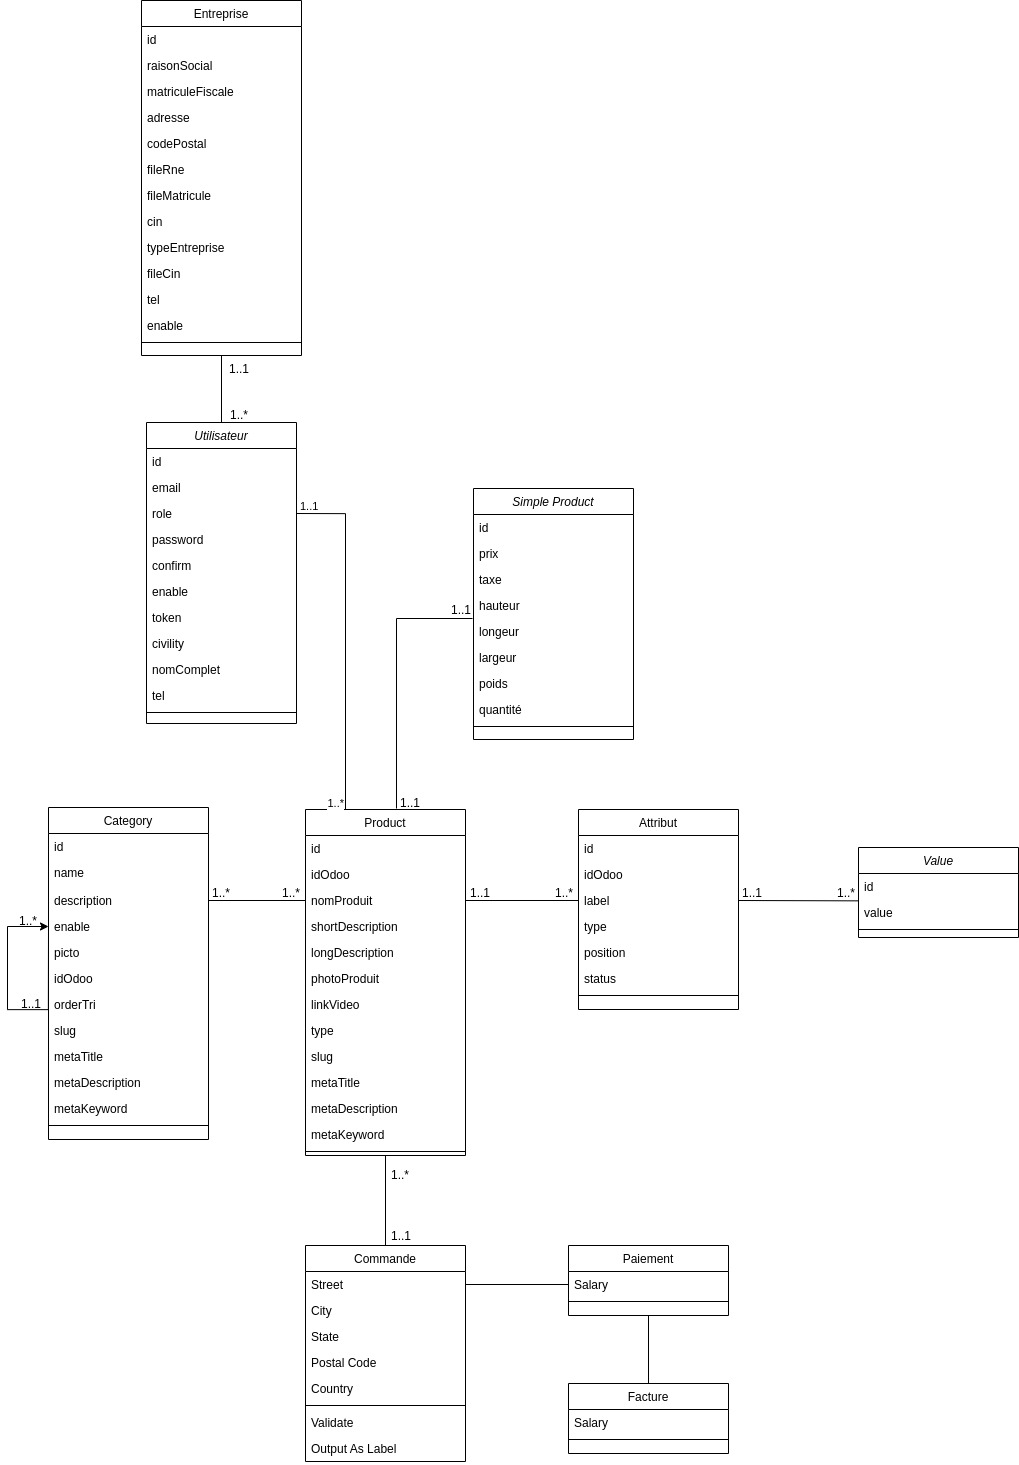 Entreprise
id
raisonSocial
matriculeFiscale
adresse
codePostal
fileRne
fileMatricule
cin
typeEntreprise
fileCin
tel
enable
1..1
1..*
Utilisateur
id
email
role
password
confirm
enable
token
civility
nomComplet
tel
1..1
1..*
Simple Product
id
prix
taxe
hauteur
longeur
largeur
poids
quantité
1..1
1..1
Category
id
name
description
enable
picto
idOdoo
orderTri
slug
metaTitle
metaDescription
metaKeyword
1..*
1..1
1..*
1..*
Product
id
idOdoo
nomProduit
shortDescription
longDescription
photoProduit
linkVideo
type
slug
metaTitle
metaDescription
metaKeyword
1..1
1..*
Attribut
id
idOdoo
label
type
position
status
1..1
1..*
Value
id
value
1..*
1..1
Commande
Street
City
State
Postal Code
Country
Validate
Output As Label
Paiement
Salary
Facture
Salary